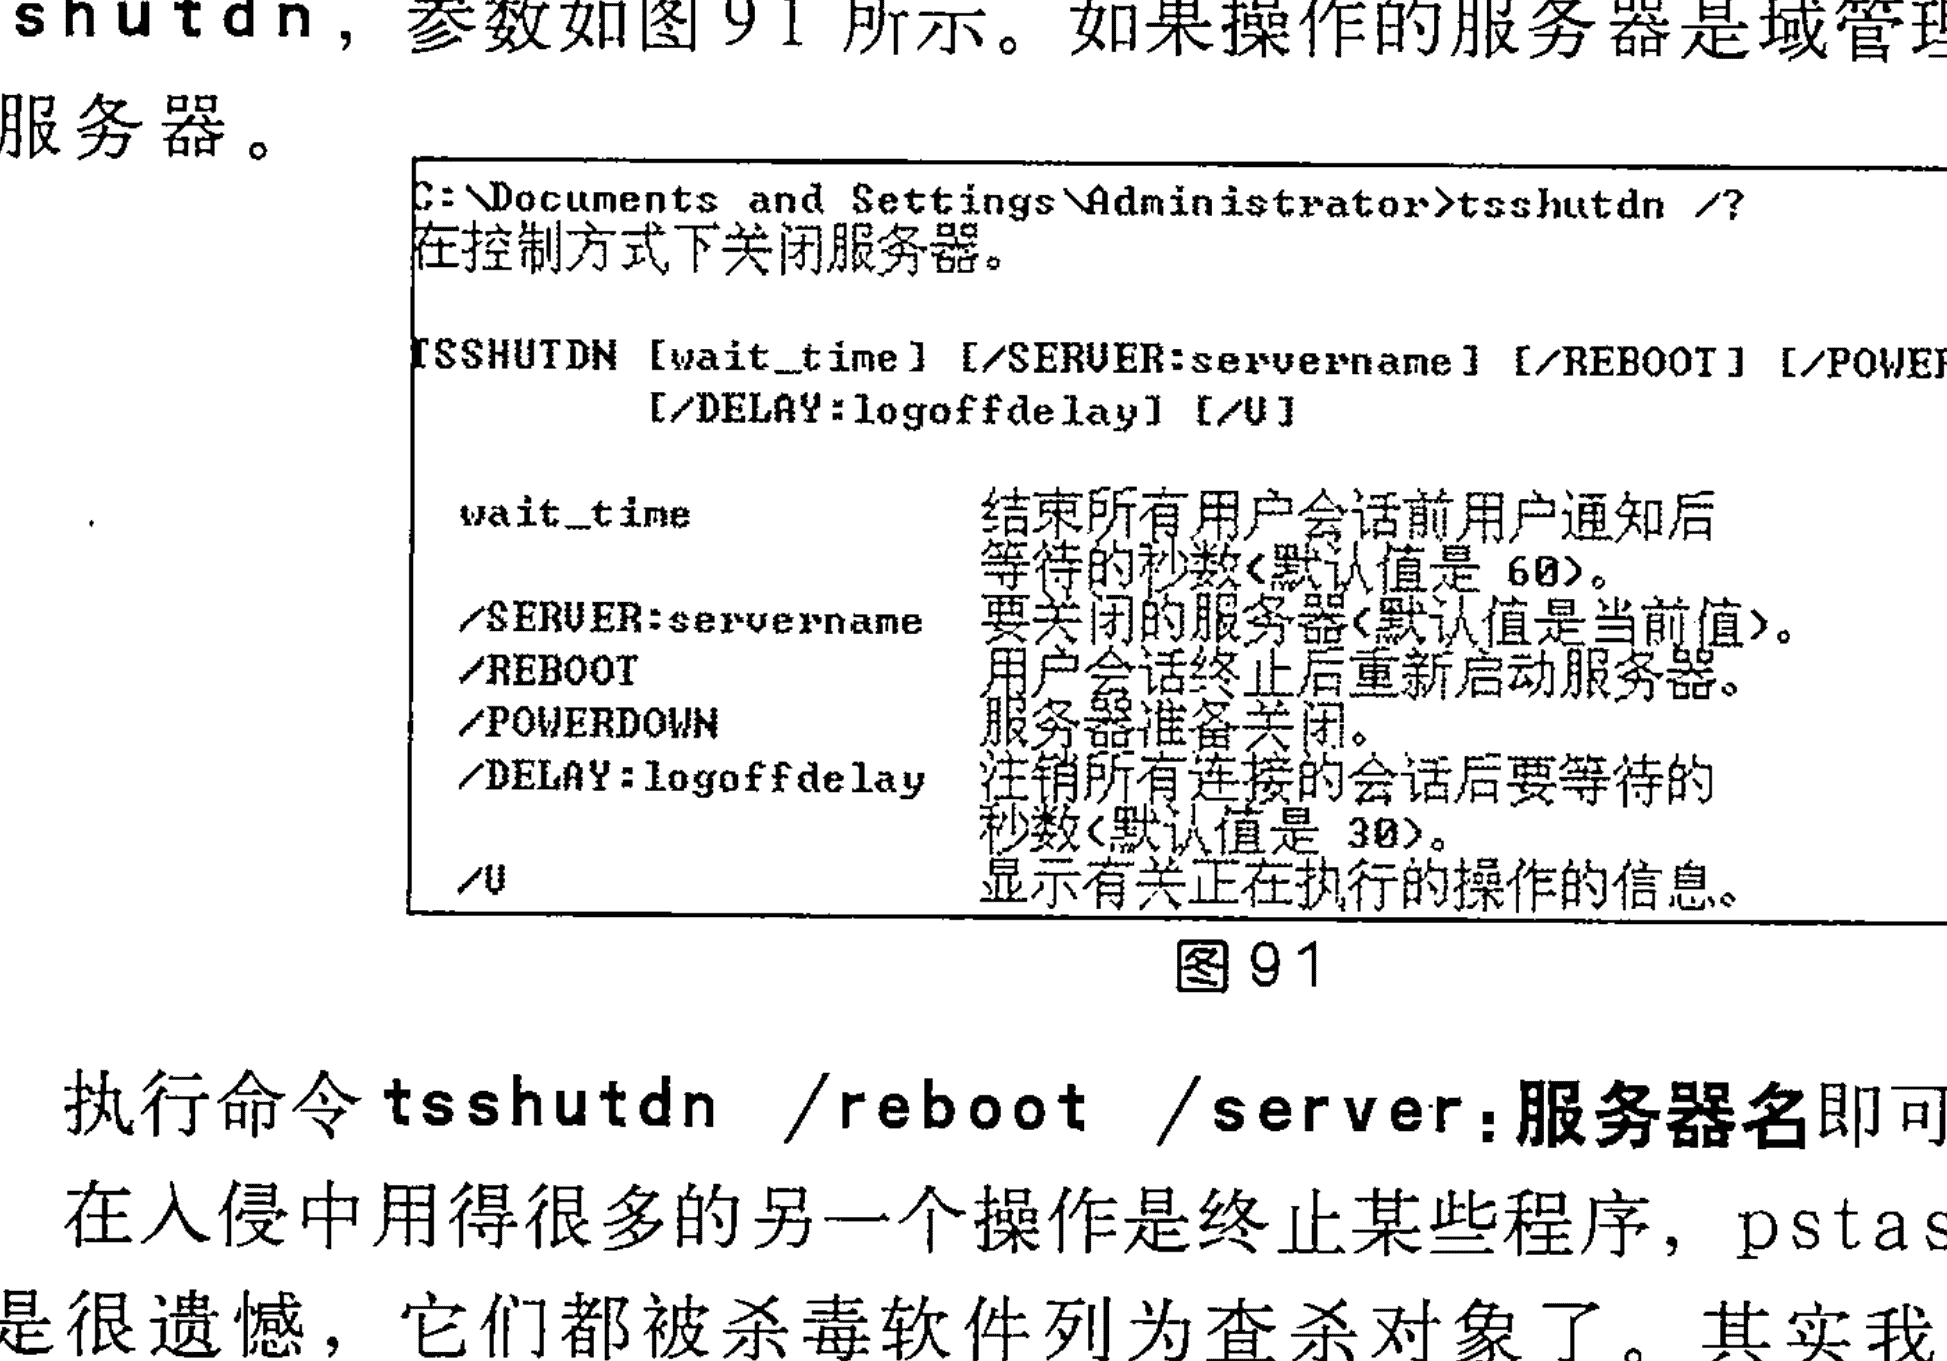 shutdn，参数如图91所示。如果操作的服务器是域管理
服务器。
C:\Documents and Settings\Administrator>tsshutdn /?
在控制方式下关闭服务器。
TSSHUTDN [wait_time] [/SERVER:servername] [/REBOOT] [/POWER
[/DELAY:logoffdelay] [/V]
wait_time 结束所有用户会话前用户通知后
等待的秒数(默认值是 60)。
/SERVER:servername 要关闭的服务器(默认值是当前值)。
/REBOOT 用户会话终止后重新启动服务器。
/POWERDOWN 服务器准备关闭。
/DELAY:logoffdelay 注销所有连接的会话后要等待的
秒数(默认值是 30)。
/V 显示有关正在执行的操作的信息。
图91
执行命令tsshutdn /reboot /server:服务器名即可
在入侵中用得很多的另一个操作是终止某些程序，pstas
是很遗憾，它们都被杀毒软件列为查杀对象了。其实我